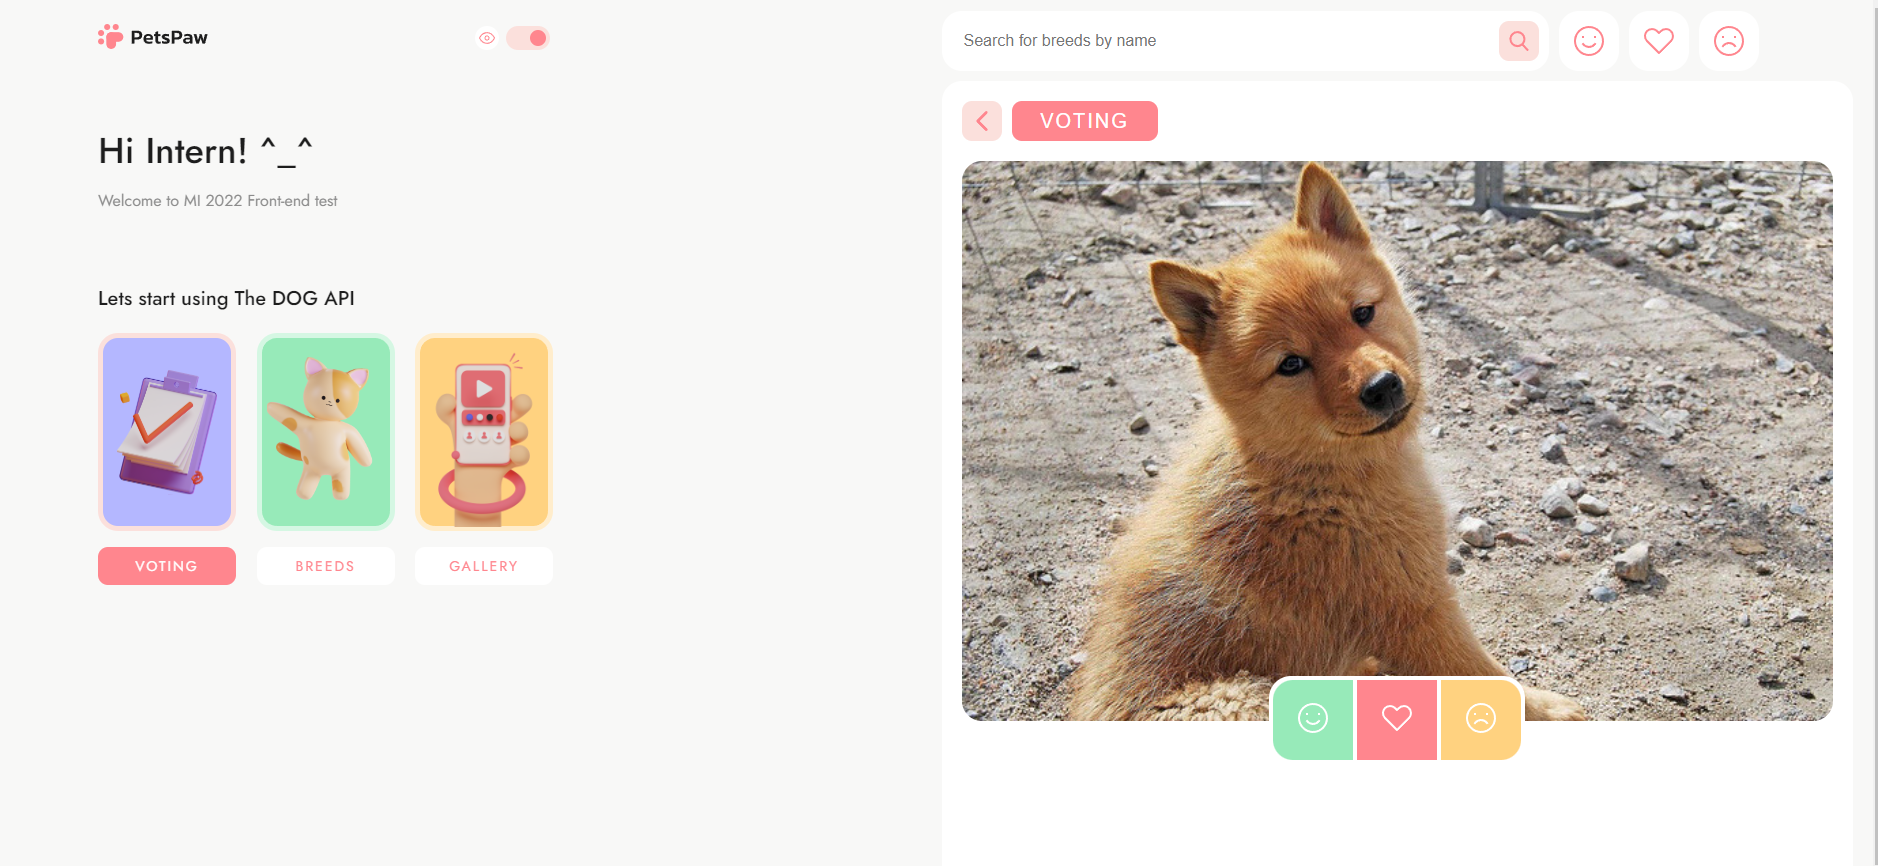 PetsPaw
Hi Intern! ^_^
Welcome to MI 2022 Front-end test
Lets start using The DOG API
VOTING
BREEDS
GALLERY
Search for breeds by name
VOTING